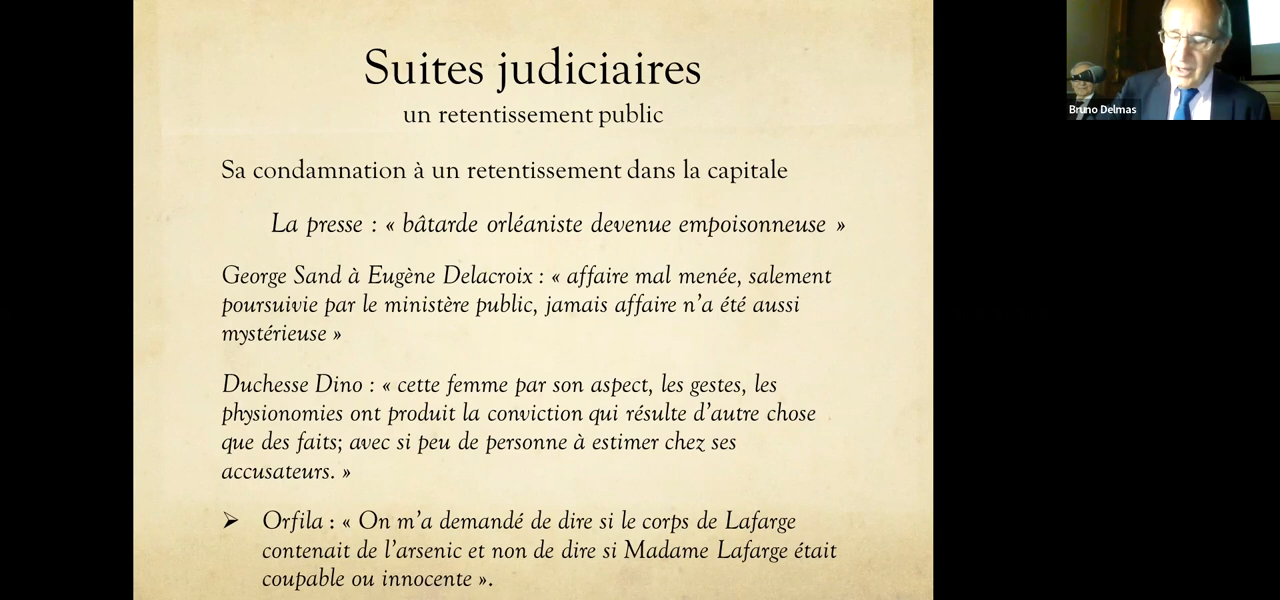 Suites judiciaires
un retentissement public
Sa condamnation à un retentissement dans la capitale
La presse : « bâtarde orléaniste devenue empoisonneuse »
George Sand à Eugène Delacroix : « affaire mal menée, salement
poursuivie par le ministère public, jamais affaire n’a été aussi
mystérieuse »
Duchesse Dino : « cette femme par son aspect, les gestes, les
physionomies ont produit la conviction qui résulte d’autre chose
que des faits; avec si peu de personne à estimer chez ses
accusateurs. »
➢ Orfila : « On m’a demandé de dire si le corps de Lafarge
contenait de l’arsenic et non de dire si Madame Lafarge était
coupable ou innocente ».
Bruno Delmas